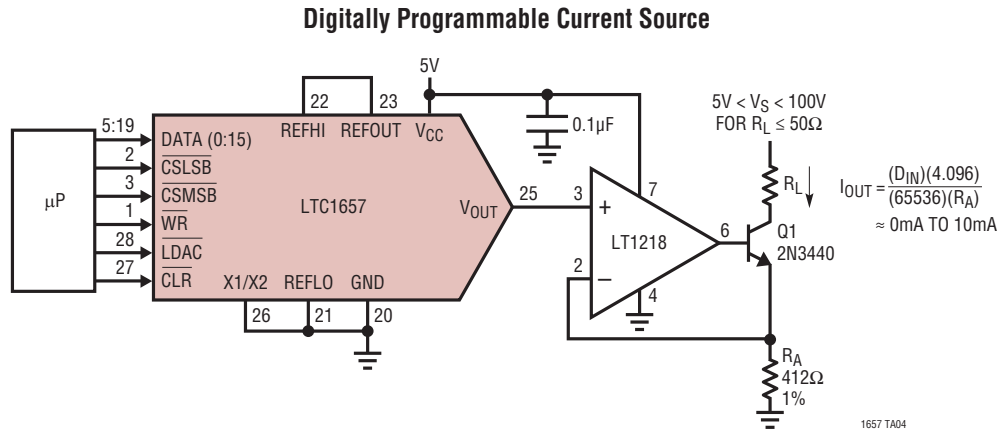 Digitally Programmable Current Source
5V
22
23
5V < VS < 100V
FOR RL ≤ 50Ω
5:19
DATA (0:15)
REFHI
REFOUT
VCC
0.1µF
2
CSLSB
3
CSMSB
µP
LTC1657
1
WR
28
LDAC
27
CLR
VOUT
25
3
+
7
LT1218
6
2
–
4
RL
IOUT = (DIN)(4.096)
(65536)(RA)
≈ 0mA TO 10mA
Q1
2N3440
X1/X2
REFLO
GND
26
21
20
RA
412Ω
1%
1657 TA04